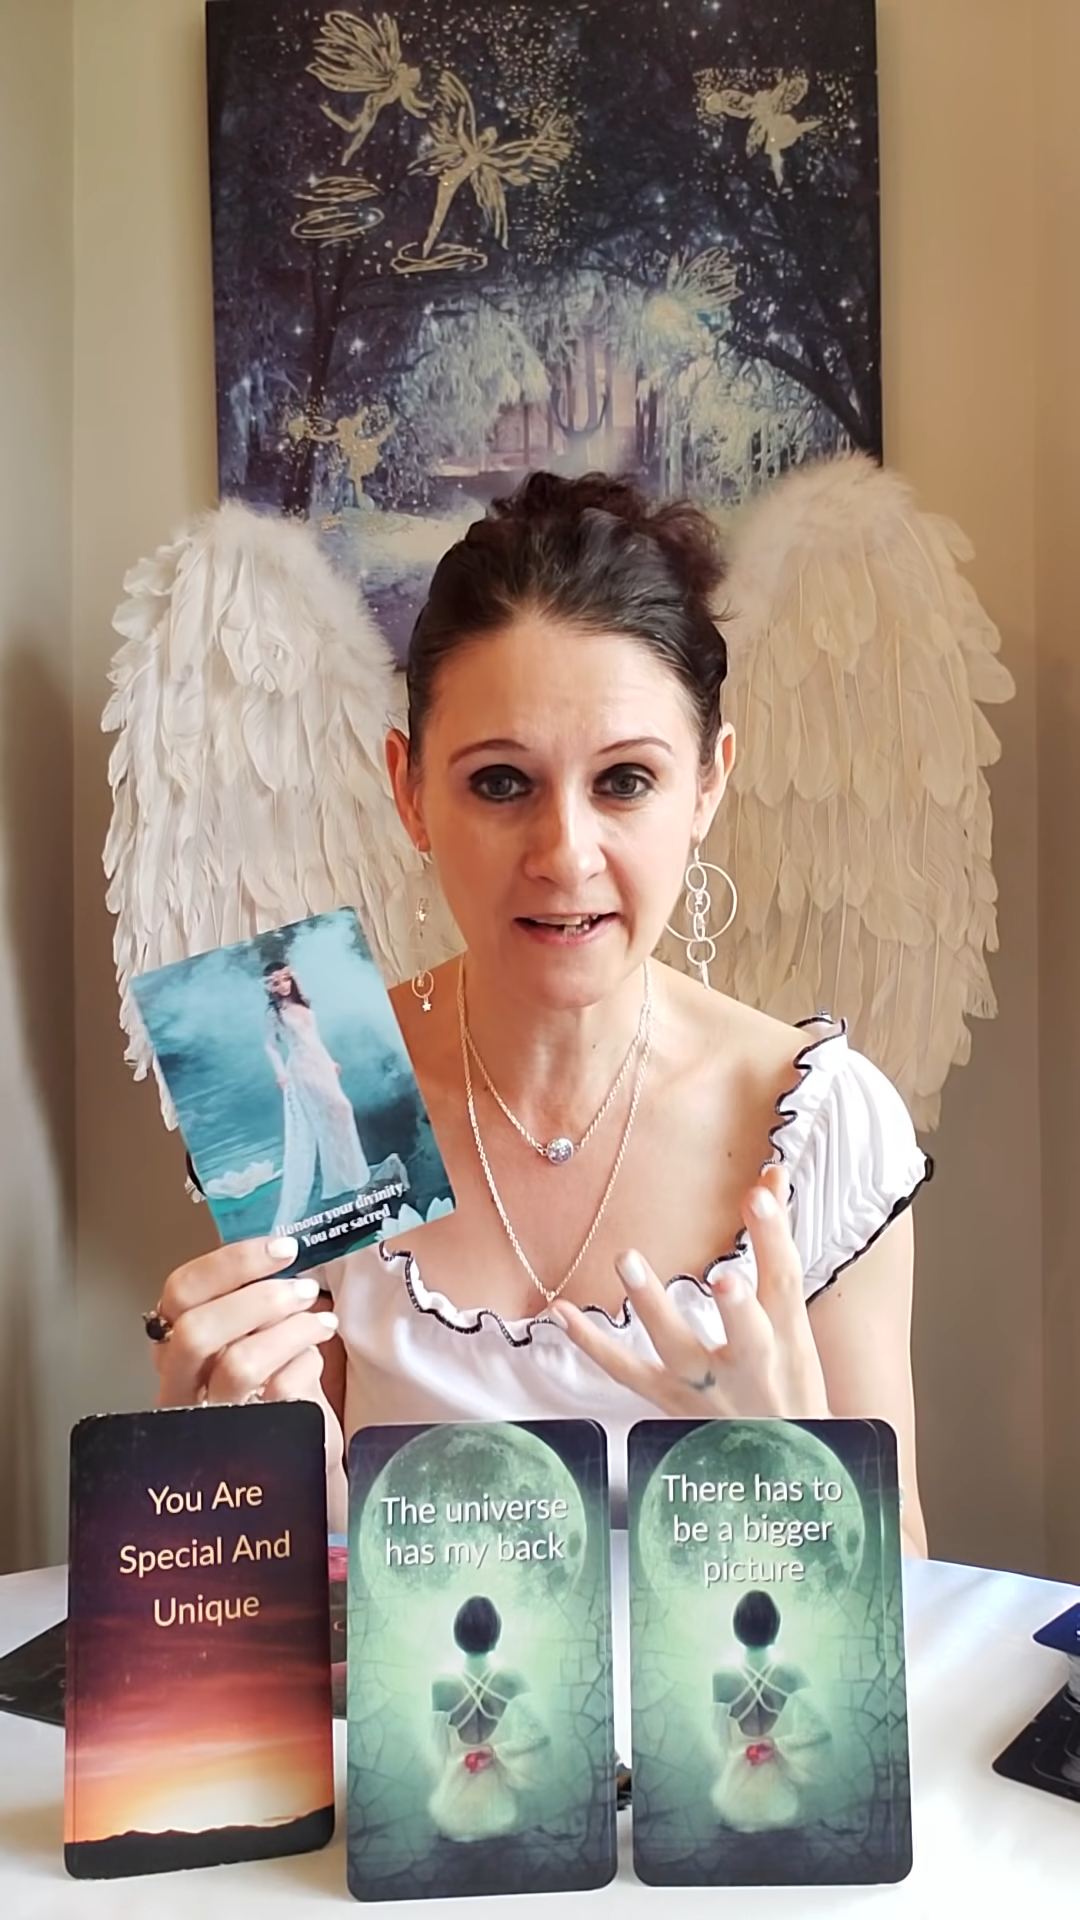 Honour your divinity.
You are sacred
You Are
Special And
Unique
The universe
has my back
There has to
be a bigger
picture